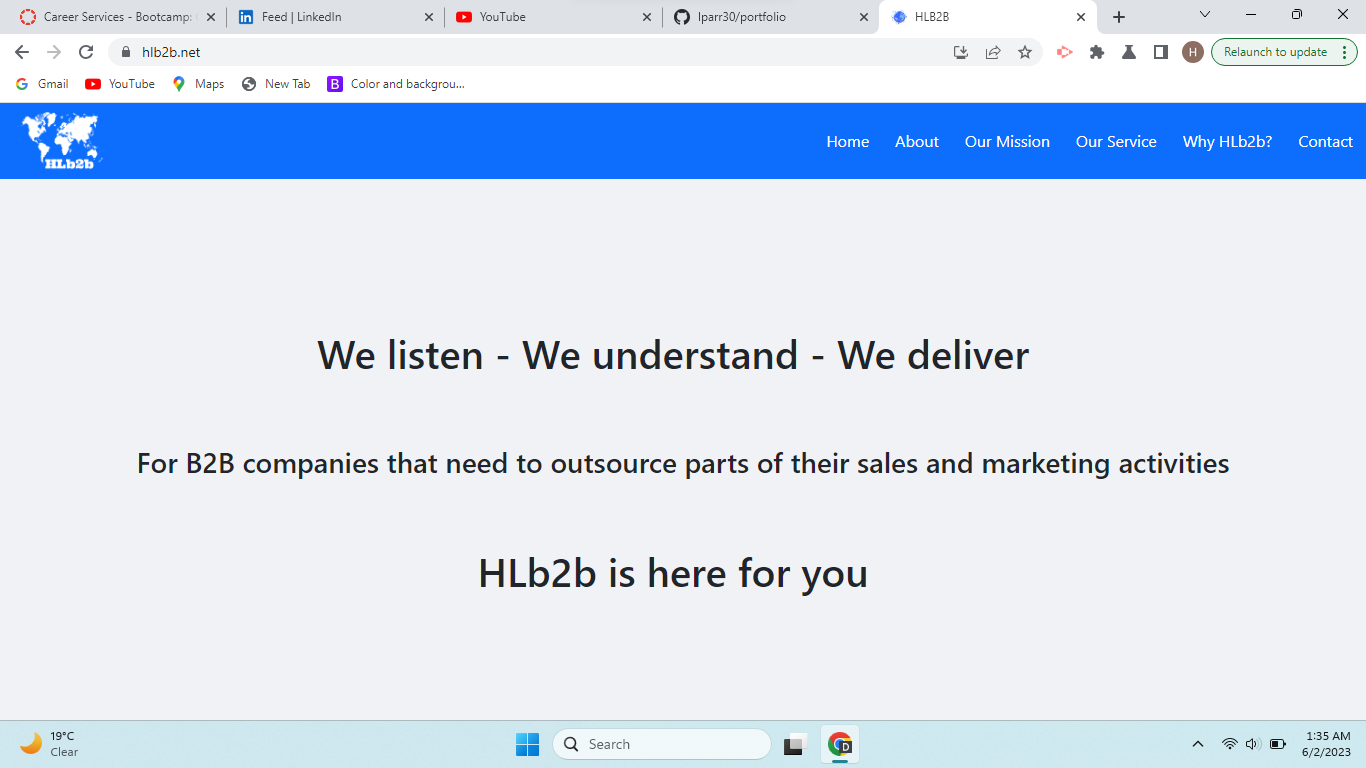 Career Services - Bootcamp:
Feed | LinkedIn
YouTube
lparr30/portfolio
HLB2B
hlb2b.net
H
Relaunch to update
Gmail
YouTube
Maps
New Tab
B
Color and backgrou...
HLb2b
Home
About
Our Mission
Our Service
Why HLb2b?
Contact
We listen - We understand - We deliver
For B2B companies that need to outsource parts of their sales and marketing activities
HLb2b is here for you
19°C
Clear
Search
D
1:35 AM
6/2/2023